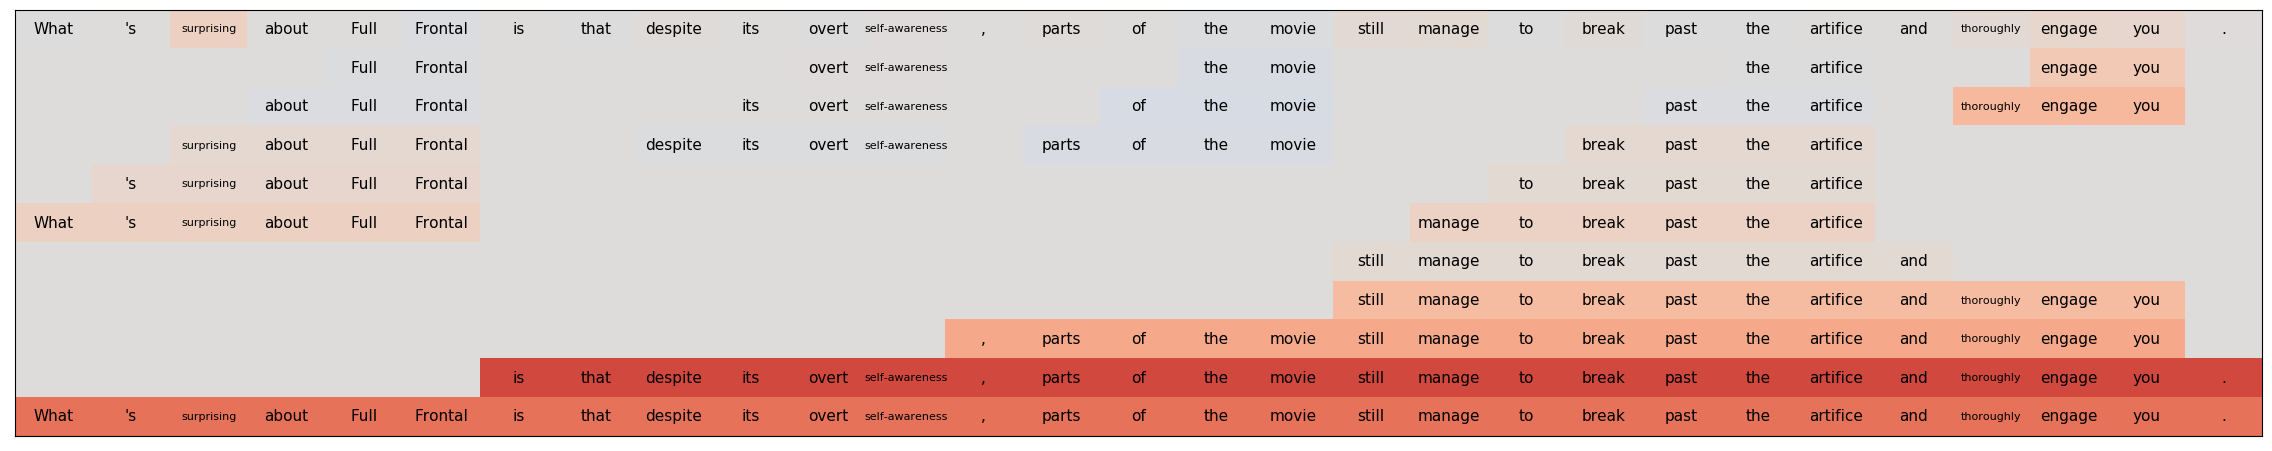 What 's surprising about Full Frontal is that despite its overt self-awareness , parts of the movie still manage to break past the artifice and thoroughly engage you .
Full Frontal overt self-awareness the movie the artifice engage you
about Full Frontal its overt self-awareness of the movie past the artifice thoroughly engage you
surprising about Full Frontal despite its overt self-awareness parts of the movie break past the artifice
's surprising about Full Frontal to break past the artifice
What 's surprising about Full Frontal manage to break past the artifice
still manage to break past the artifice and
still manage to break past the artifice and thoroughly engage you
, parts of the movie still manage to break past the artifice and thoroughly engage you
is that despite its overt self-awareness , parts of the movie still manage to break past the artifice and thoroughly engage you .
What 's surprising about Full Frontal is that despite its overt self-awareness , parts of the movie still manage to break past the artifice and thoroughly engage you .